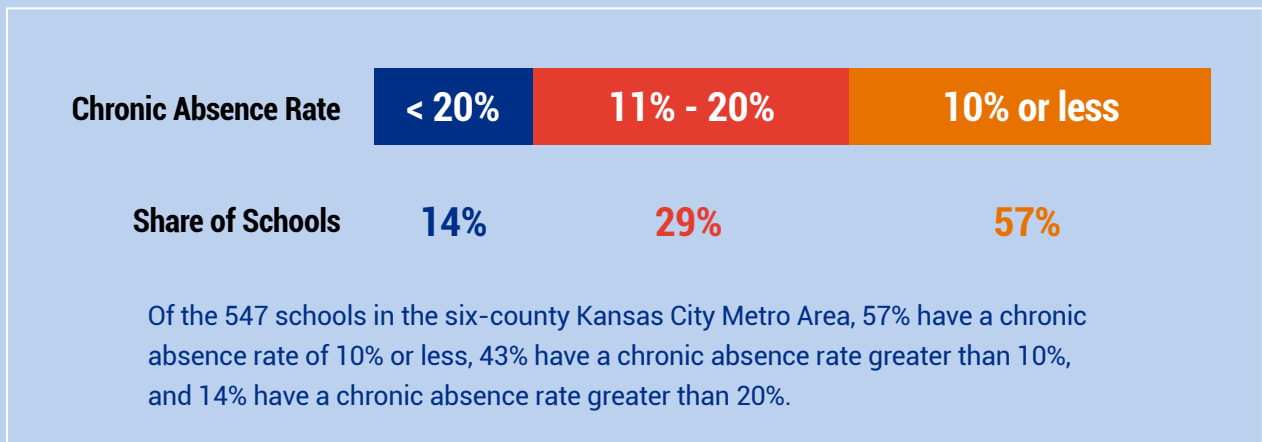 Chronic Absence Rate < 20% 11% - 20% 10% or less
Share of Schools 14% 29% 57%
Of the 547 schools in the six-county Kansas City Metro Area, 57% have a chronic
absence rate of 10% or less, 43% have a chronic absence rate greater than 10%,
and 14% have a chronic absence rate greater than 20%.